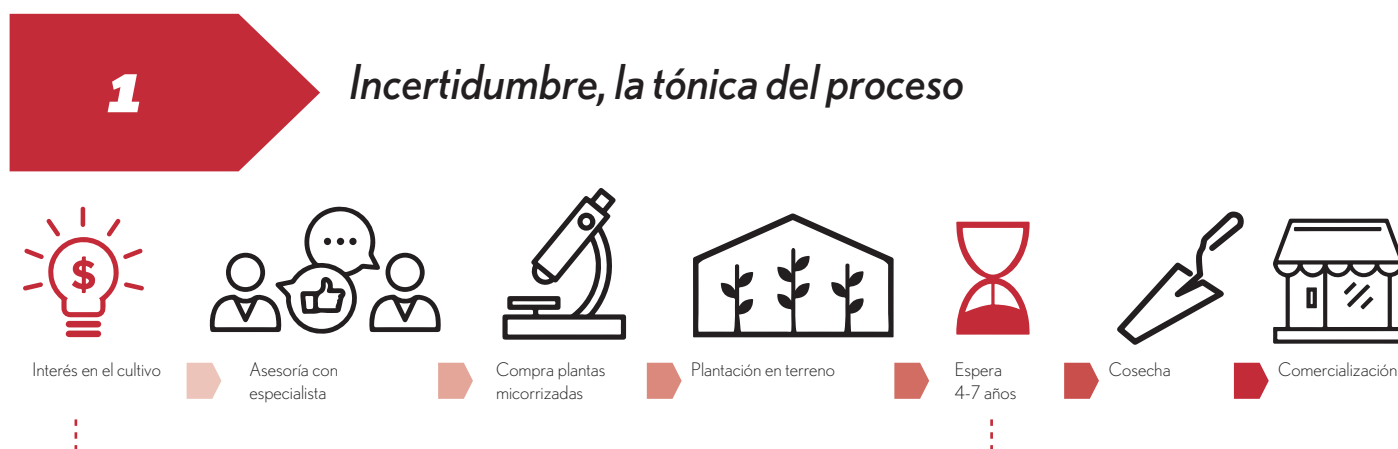 1
Incertidumbre, la tónica del proceso
$
Interés en el cultivo
Asesoría con
especialista
Compra plantas
micorrizadas
Plantación en terreno
Espera
4-7 años
Cosecha
Comercialización